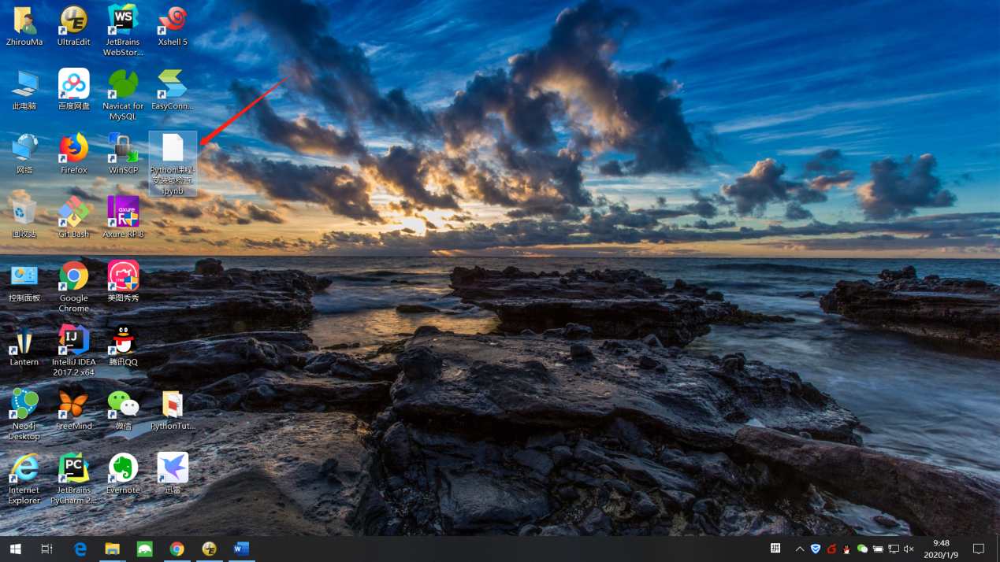 ZhirouMa
UltraEdit
JetBrains
WebStor...
Xshell 5
此电脑
百度网盘
Navicat for
MySQL
EasyConn...
网络
Firefox
WinSCP
Python课程-
安装包检查.
ipynb
回收站
Git Bash
Axure RP 8
控制面板
Google
Chrome
美图秀秀
Lantern
IntelliJ IDEA
2017.2 x64
腾讯QQ
Neo4j
Desktop
FreeMind
微信
PythonTut...
Internet
Explorer
JetBrains
PyCharm 2...
Evernote
迅雷
拼
9:48
2020/1/9